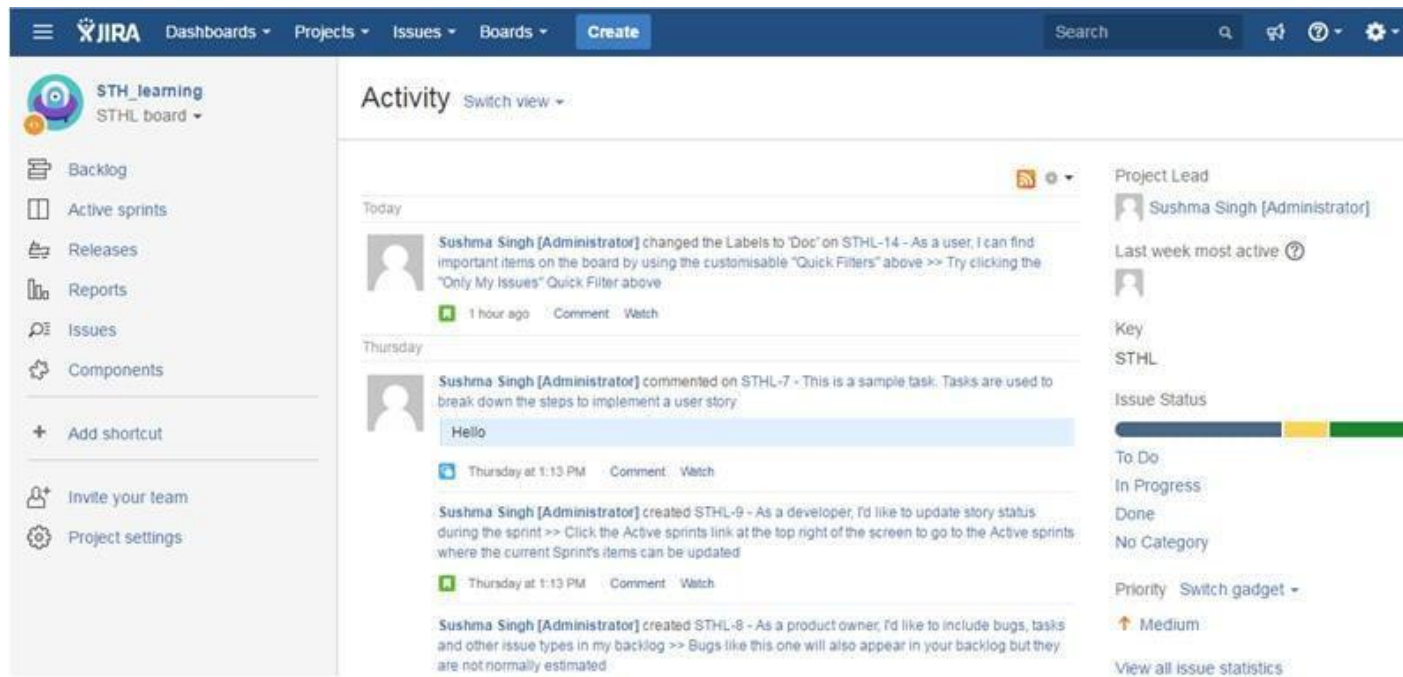 JIRA Dashboards Projects Issues Boards Create Search
STH_learning
STHL board
Backlog
Active sprints
Releases
Reports
Issues
Components
Add shortcut
Invite your team
Project settings
Activity Switch view
Today
Sushma Singh [Administrator] changed the Labels to 'Doc' on STHL-14 - As a user, I can find
important items on the board by using the customisable "Quick Filters" above >> Try clicking the
"Only My Issues" Quick Filter above
1 hour ago Comment Watch
Thursday
Sushma Singh [Administrator] commented on STHL-7 - This is a sample task. Tasks are used to
break down the steps to implement a user story
Hello
Thursday at 1:13 PM Comment Watch
Sushma Singh [Administrator] created STHL-9 - As a developer, I'd like to update story status
during the sprint >> Click the Active sprints link at the top right of the screen to go to the Active sprints
where the current Sprint's items can be updated
Thursday at 1:13 PM Comment Watch
Sushma Singh [Administrator] created STHL-8 - As a product owner, I'd like to include bugs, tasks
and other issue types in my backlog >> Bugs like this one will also appear in your backlog but they
are not normally estimated
Project Lead
Sushma Singh [Administrator]
Last week most active
Key
STHL
Issue Status
To Do
In Progress
Done
No Category
Priority Switch gadget
Medium
View all issue statistics